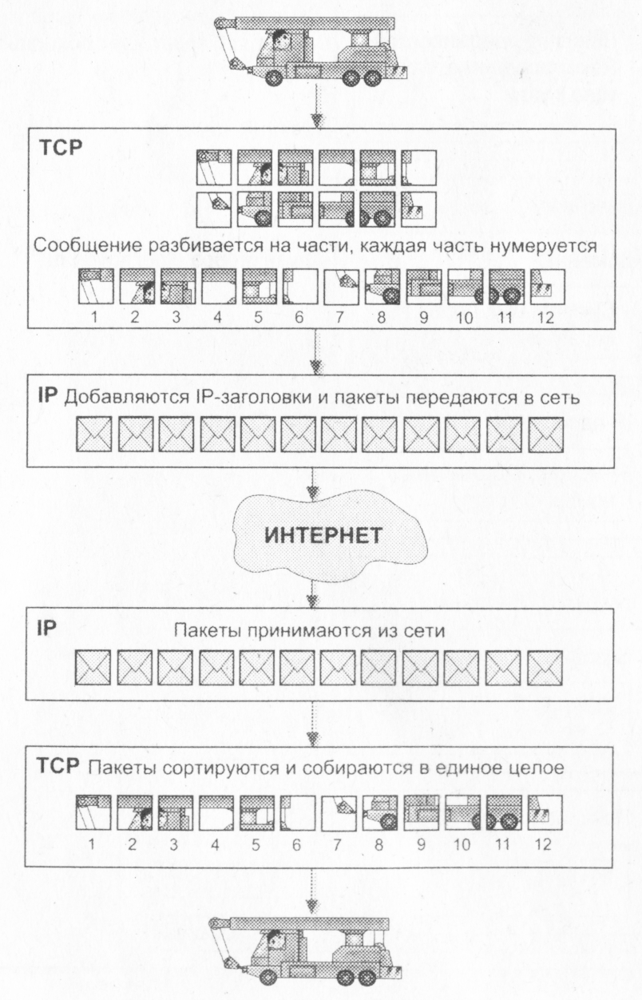 TCP
Сообщение разбивается на части, каждая часть нумеруется
1 2 3 4 5 6 7 8 9 10 11 12
IP Добавляются IP-заголовки и пакеты передаются в сеть
ИНТЕРНЕТ
IP Пакеты принимаются из сети
TCP Пакеты сортируются и собираются в единое целое
1 2 3 4 5 6 7 8 9 10 11 12